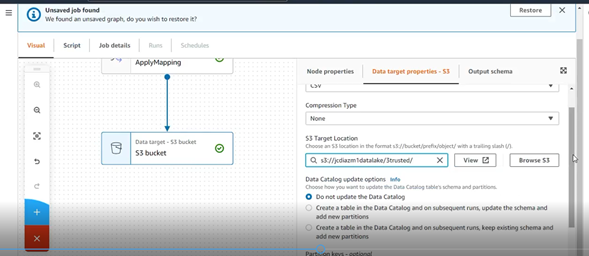 Unsaved job found
We found an unsaved graph, do you wish to restore it?
Restore
Visual
Script
Job details
Runs
Schedules
ApplyMapping
Data target - S3 bucket
S3 bucket
Node properties
Data target properties - S3
Output schema
CSV
Compression Type
None
S3 Target Location
Choose an S3 location in the format s3://bucket/prefix/object/ with a trailing slash (/).
s3://jcdiazm1datalake/3trusted/
View
Browse S3
Data Catalog update options Info
Choose how you want to update the Data Catalog table's schema and partitions.
Do not update the Data Catalog
Create a table in the Data Catalog and on subsequent runs, update the schema and
add new partitions
Create a table in the Data Catalog and on subsequent runs, keep existing schema and
add new partitions
Partition keys - optional